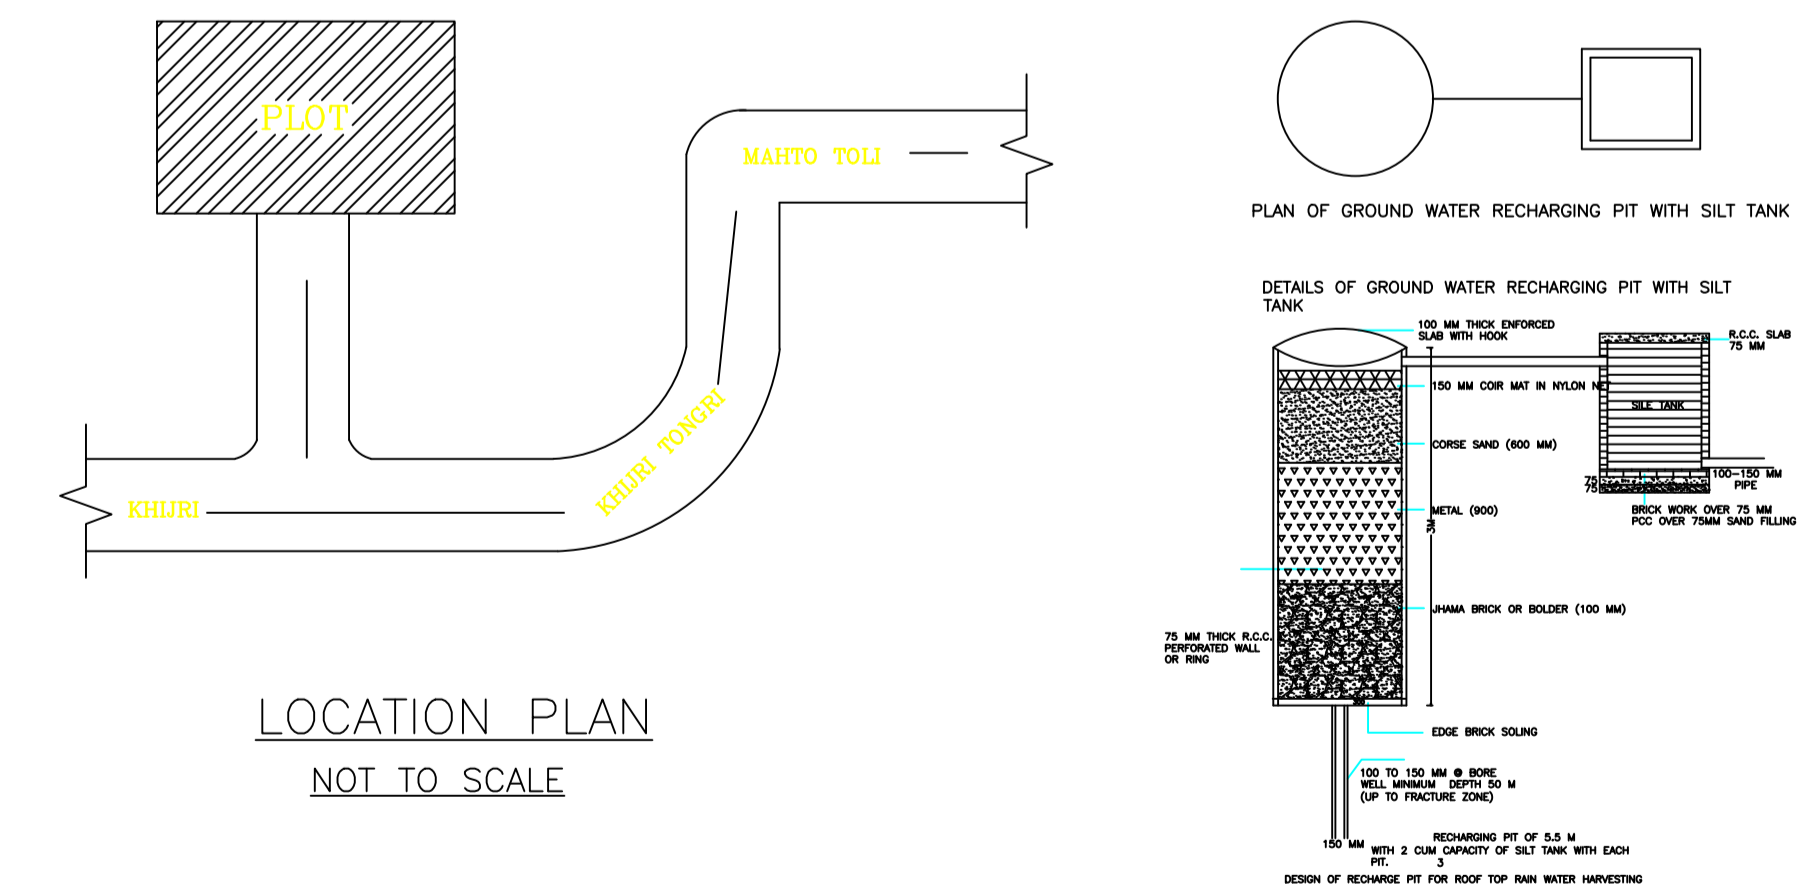 PLOT
MAHTO TOLI
KHIJRI TONGRI
KHIJRI
LOCATION PLAN
NOT TO SCALE
PLAN OF GROUND WATER RECHARGING PIT WITH SILT TANK
DETAILS OF GROUND WATER RECHARGING PIT WITH SILT
TANK
100 MM THICK ENFORCED
SLAB WITH HOOK
R.C.C. SLAB
75 MM
150 MM COIR MAT IN NYLON NET
SILE TANK
CORSE SAND (600 MM)
100-150 MM
PIPE
75
75
METAL (900)
BRICK WORK OVER 75 MM
PCC OVER 75MM SAND FILLING
3M
JHAMA BRICK OR BOLDER (100 MM)
75 MM THICK R.C.C.
PERFORATED WALL
OR RING
300
EDGE BRICK SOLING
100 TO 150 MM @ BORE
WELL MINIMUM DEPTH 50 M
(UP TO FRACTURE ZONE)
150 MM
RECHARGING PIT OF 5.5 M
WITH 2 CUM CAPACITY OF SILT TANK WITH EACH
PIT. 3
DESIGN OF RECHARGE PIT FOR ROOF TOP RAIN WATER HARVESTING